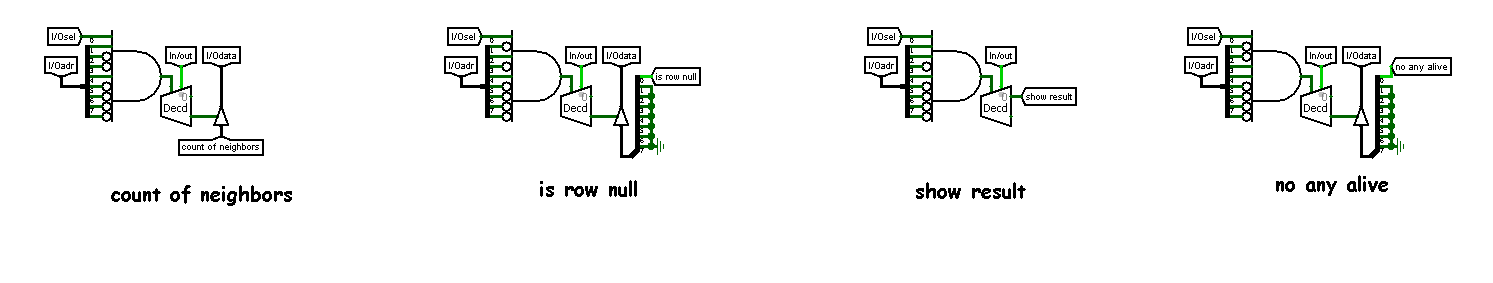 I/Osel
In/out
I/Odata
I/Oadr
Decd
count of neighbors
count of neighbors
I/Osel
In/out
I/Odata
I/Oadr
is row null
Decd
is row null
I/Osel
In/out
I/Oadr
Decd
show result
show result
I/Osel
In/out
I/Odata
I/Oadr
no any alive
Decd
no any alive